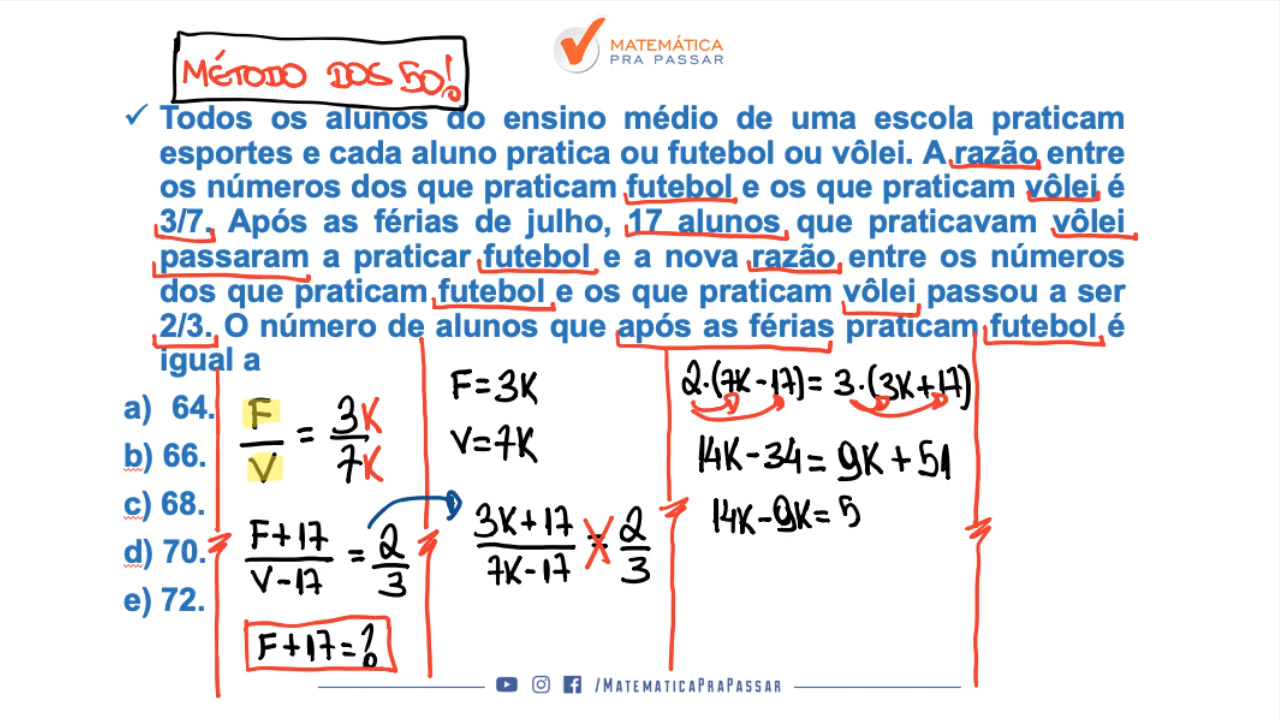 MATEMÁTICA
PRA PASSAR
MÉTODO DOS 50!
✓ Todos os alunos do ensino médio de uma escola praticam
esportes e cada aluno pratica ou futebol ou vôlei. A razão entre
os números dos que praticam futebol e os que praticam vôlei é
3/7. Após as férias de julho, 17 alunos que praticavam vôlei
passaram a praticar futebol e a nova razão entre os números
dos que praticam futebol e os que praticam vôlei passou a ser
2/3. O número de alunos que após as férias praticam futebol é
igual a
a) 64.
b) 66.
c) 68.
d) 70.
e) 72.
F/V = 3K/7K
F+17/V-17 = 2/3
F+17=?
F=3K
V=7K
3K+17/7K-17 = 2/3
2·(7K-17)=3·(3K+17)
14K-34=9K+51
14K-9K=5
/MATEMATICAPRAPASSAR